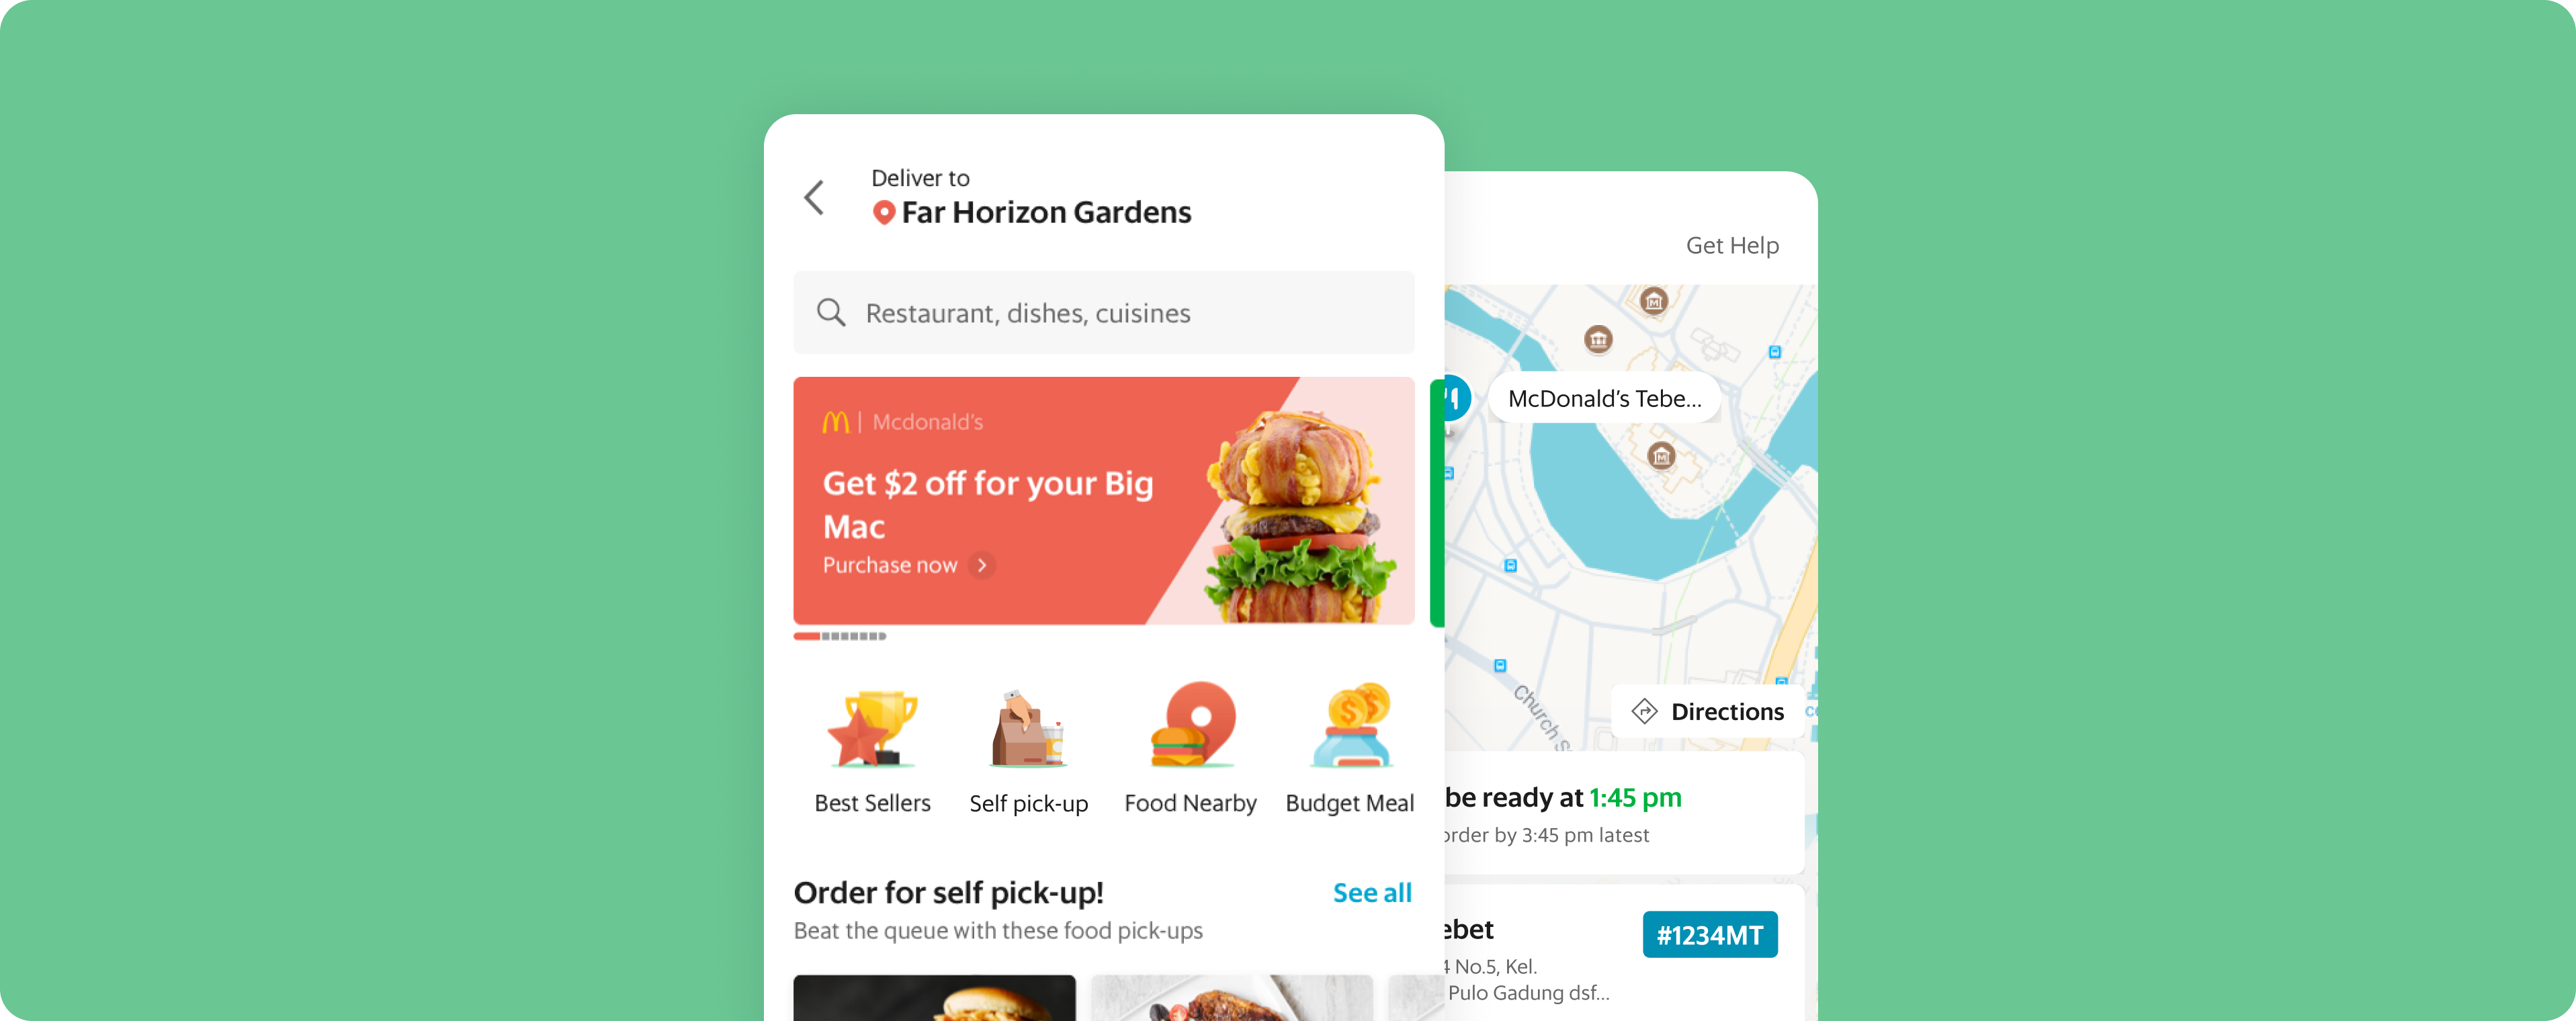 Deliver to
Far Horizon Gardens
Restaurant, dishes, cuisines
Mcdonald's
Get $2 off for your Big
Mac
Purchase now
Best Sellers
Self pick-up
Food Nearby
Budget Meal
Order for self pick-up!
See all
Beat the queue with these food pick-ups
Get Help
McDonald's Tebe...
Church S
Directions
be ready at 1:45 pm
order by 3:45 pm latest
ebet
#1234MT
4 No.5, Kel.
Pulo Gadung dsf...